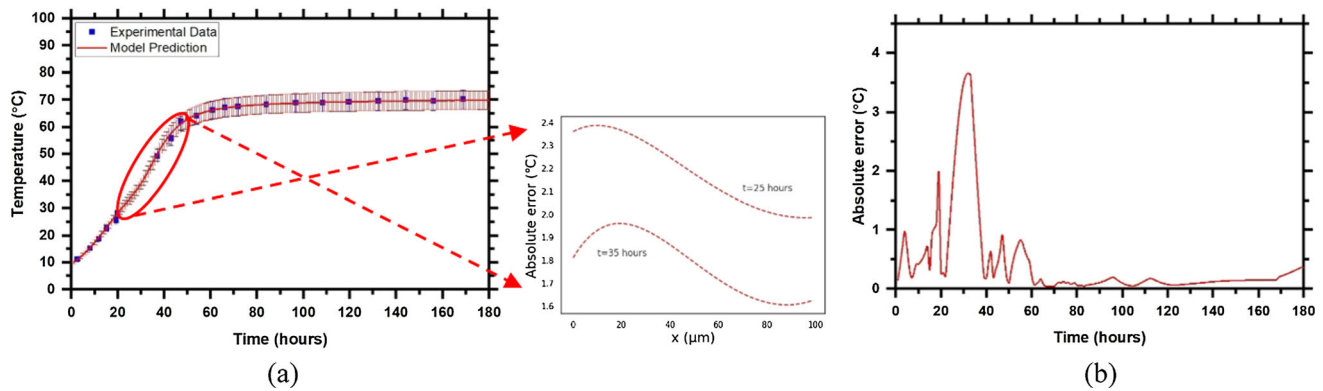 100
90
80
70
60
50
40
30
20
10
0
Temperature (°C)
Experimental Data
Model Prediction
0 20 40 60 80 100 120 140 160 180
Time (hours)
(a)
2.4
2.3
2.2
2.1
2.0
1.9
1.8
1.7
1.6
Absolute error (°C)
t=25 hours
t=35 hours
0 20 40 60 80 100
x (μm)
4
3
2
1
0
Absolute error (°C)
0 20 40 60 80 100 120 140 160 180
Time (hours)
(b)